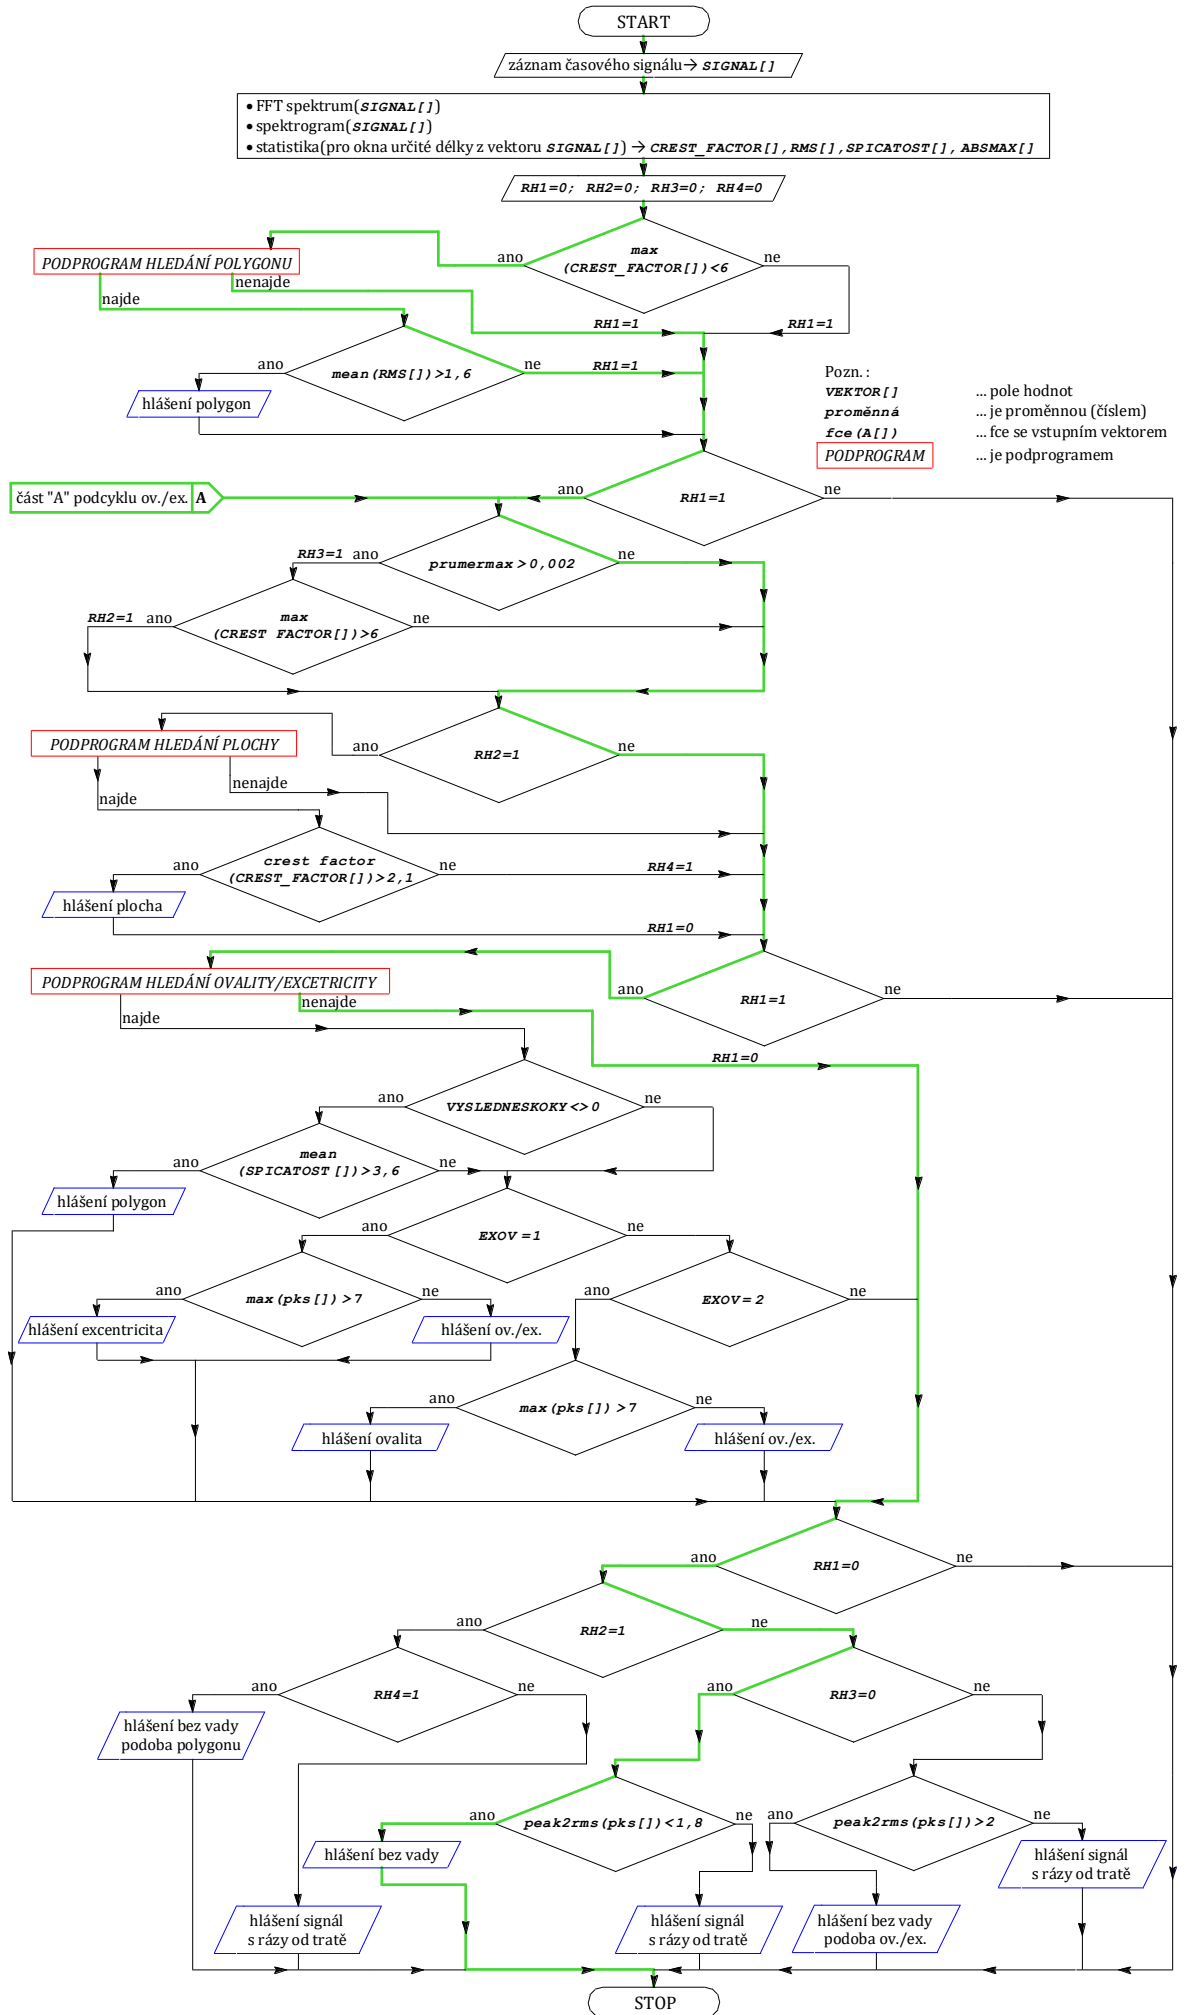 START
záznam časového signálu→ SIGNAL[]
• FFT spektrum(SIGNAL[])
• spektrogram(SIGNAL[])
• statistika(pro okna určité délky z vektoru SIGNAL[]) → CREST_FACTOR[],RMS[],SPICATOST[],ABSMAX[]
RH1=0; RH2=0; RH3=0; RH4=0
max
(CREST_FACTOR[])<6
ano
ne
PODPROGRAM HLEDÁNÍ POLYGONU
najde
nenajde
RH1=1
RH1=1
mean(RMS[])>1,6
ano
ne
RH1=1
hlášení polygon
Pozn.:
VEKTOR[] ... pole hodnot
proměnná ... je proměnnou (číslem)
fce(A[]) ... fce se vstupním vektorem
PODPROGRAM ... je podprogramem
část "A" podcyklu ov./ex. A
ano
RH1=1
ne
RH3=1 ano
prumermax>0,002
ne
RH2=1 ano
max
(CREST FACTOR[])>6
ne
PODPROGRAM HLEDÁNÍ PLOCHY
ano
RH2=1
ne
najde
nenajde
ano
crest factor
(CREST_FACTOR[])>2,1
ne
RH4=1
hlášení plocha
RH1=0
PODPROGRAM HLEDÁNÍ OVALITY/EXCETRICITY
ano
RH1=1
ne
najde
nenajde
RH1=0
ano
VYSLEDNESKOKY<>0
ne
ano
mean
(SPICATOST[])>3,6
ne
hlášení polygon
ano
EXOV=1
ne
ano
max(pks[])>7
ne
ano
EXOV=2
ne
hlášení excentricita
hlášení ov./ex.
ano
max(pks[])>7
ne
hlášení ovalita
hlášení ov./ex.
ano
RH1=0
ne
ano
RH2=1
ne
ano
RH4=1
ne
ano
RH3=0
ne
hlášení bez vady
podoba polygonu
ano
peak2rms(pks[])<1,8
ne
ano
peak2rms(pks[])>2
ne
hlášení bez vady
hlášení signál
s rázy od tratě
hlášení signál
s rázy od tratě
hlášení signál
s rázy od tratě
hlášení bez vady
podoba ov./ex.
STOP